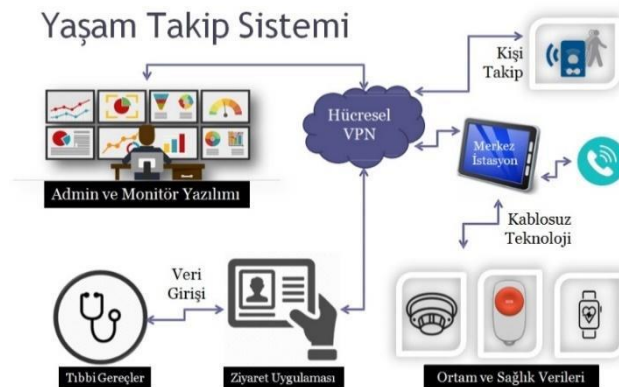 Yaşam Takip Sistemi
Kişi
Takip
Hücresel
VPN
Merkez
İstasyon
Admin ve Monitör Yazılımı
Kablosuz
Teknoloji
Veri
Girişi
Tıbbi Gereçler
Ziyaret Uygulaması
Ortam ve Sağlık Verileri